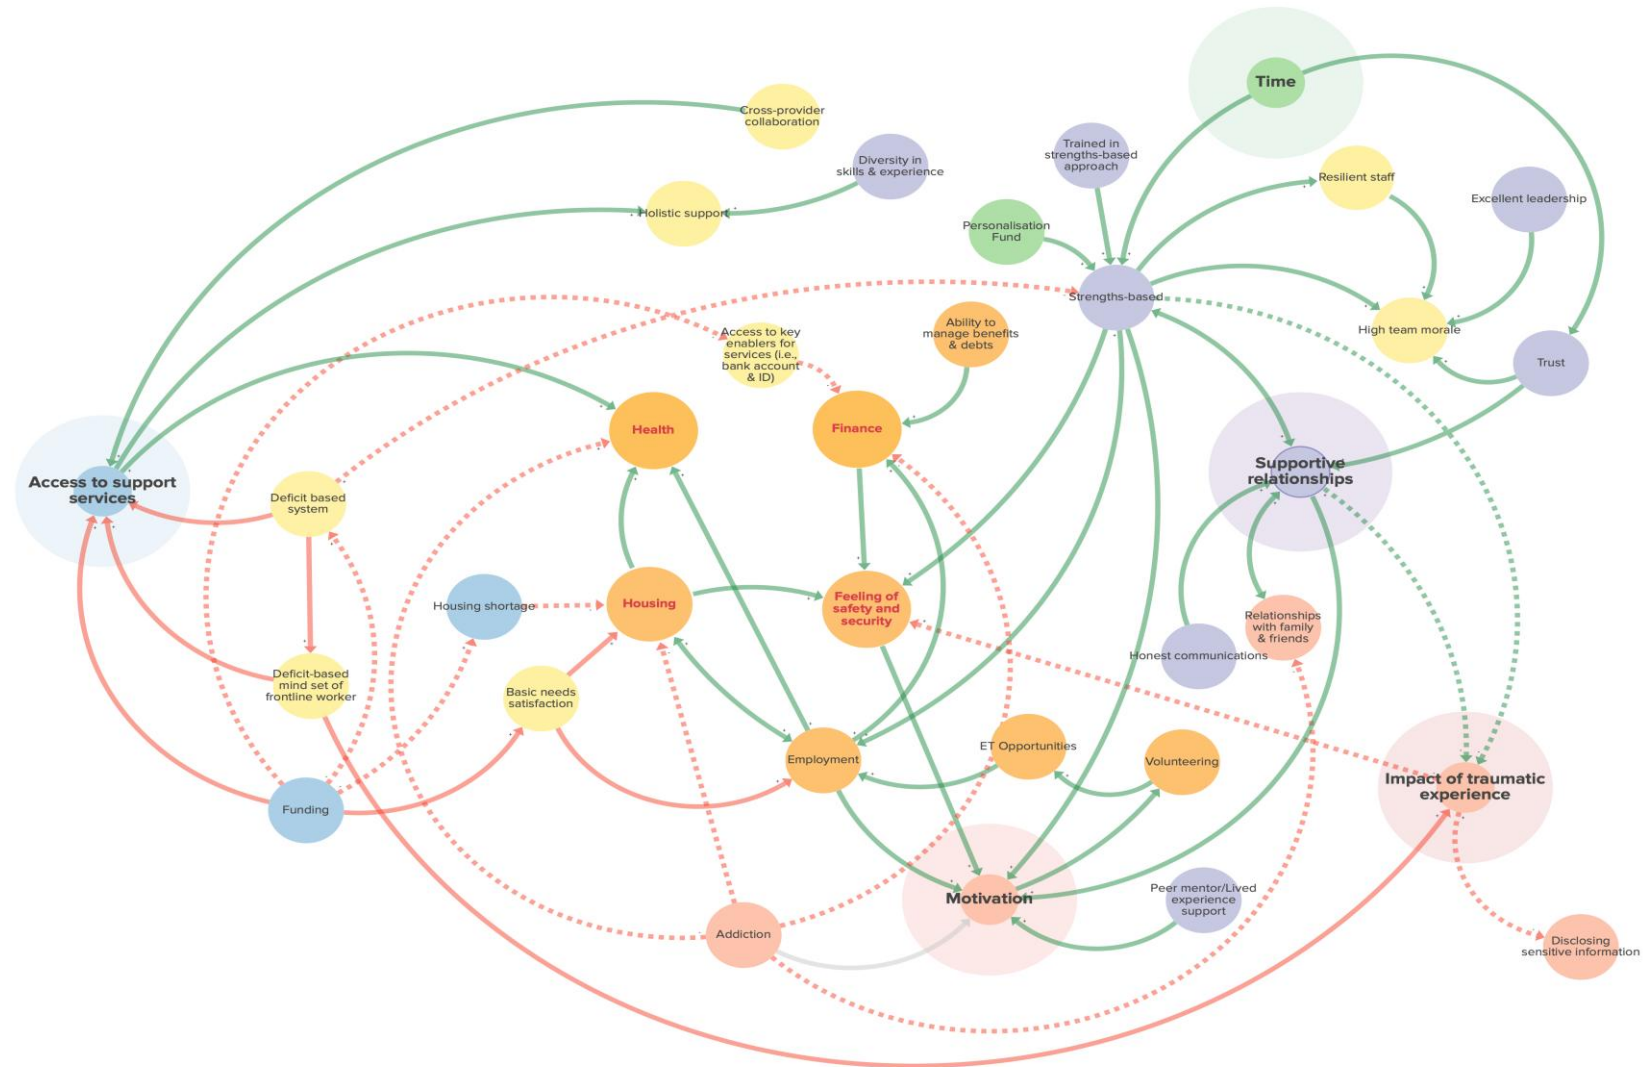 Time
Cross-provider
collaboration
Diversity in
skills & experience
Trained in
strengths-based
approach
Resilient staff
Excellent leadership
Holistic support
Personalisation
Fund
Strengths-based
High team morale
Trust
Access to key
enablers for
services (i.e.,
bank account
& ID)
Ability to
manage benefits
& debts
Health
Finance
Supportive
relationships
Access to support
services
Deficit based
system
Housing shortage
Housing
Feeling of
safety and
security
Relationships
with family
& friends
Honest communications
Deficit-based
mind set of
frontline worker
Basic needs
satisfaction
Employment
ET Opportunities
Volunteering
Impact of traumatic
experience
Funding
Motivation
Peer mentor/Lived
experience
support
Addiction
Disclosing
sensitive information